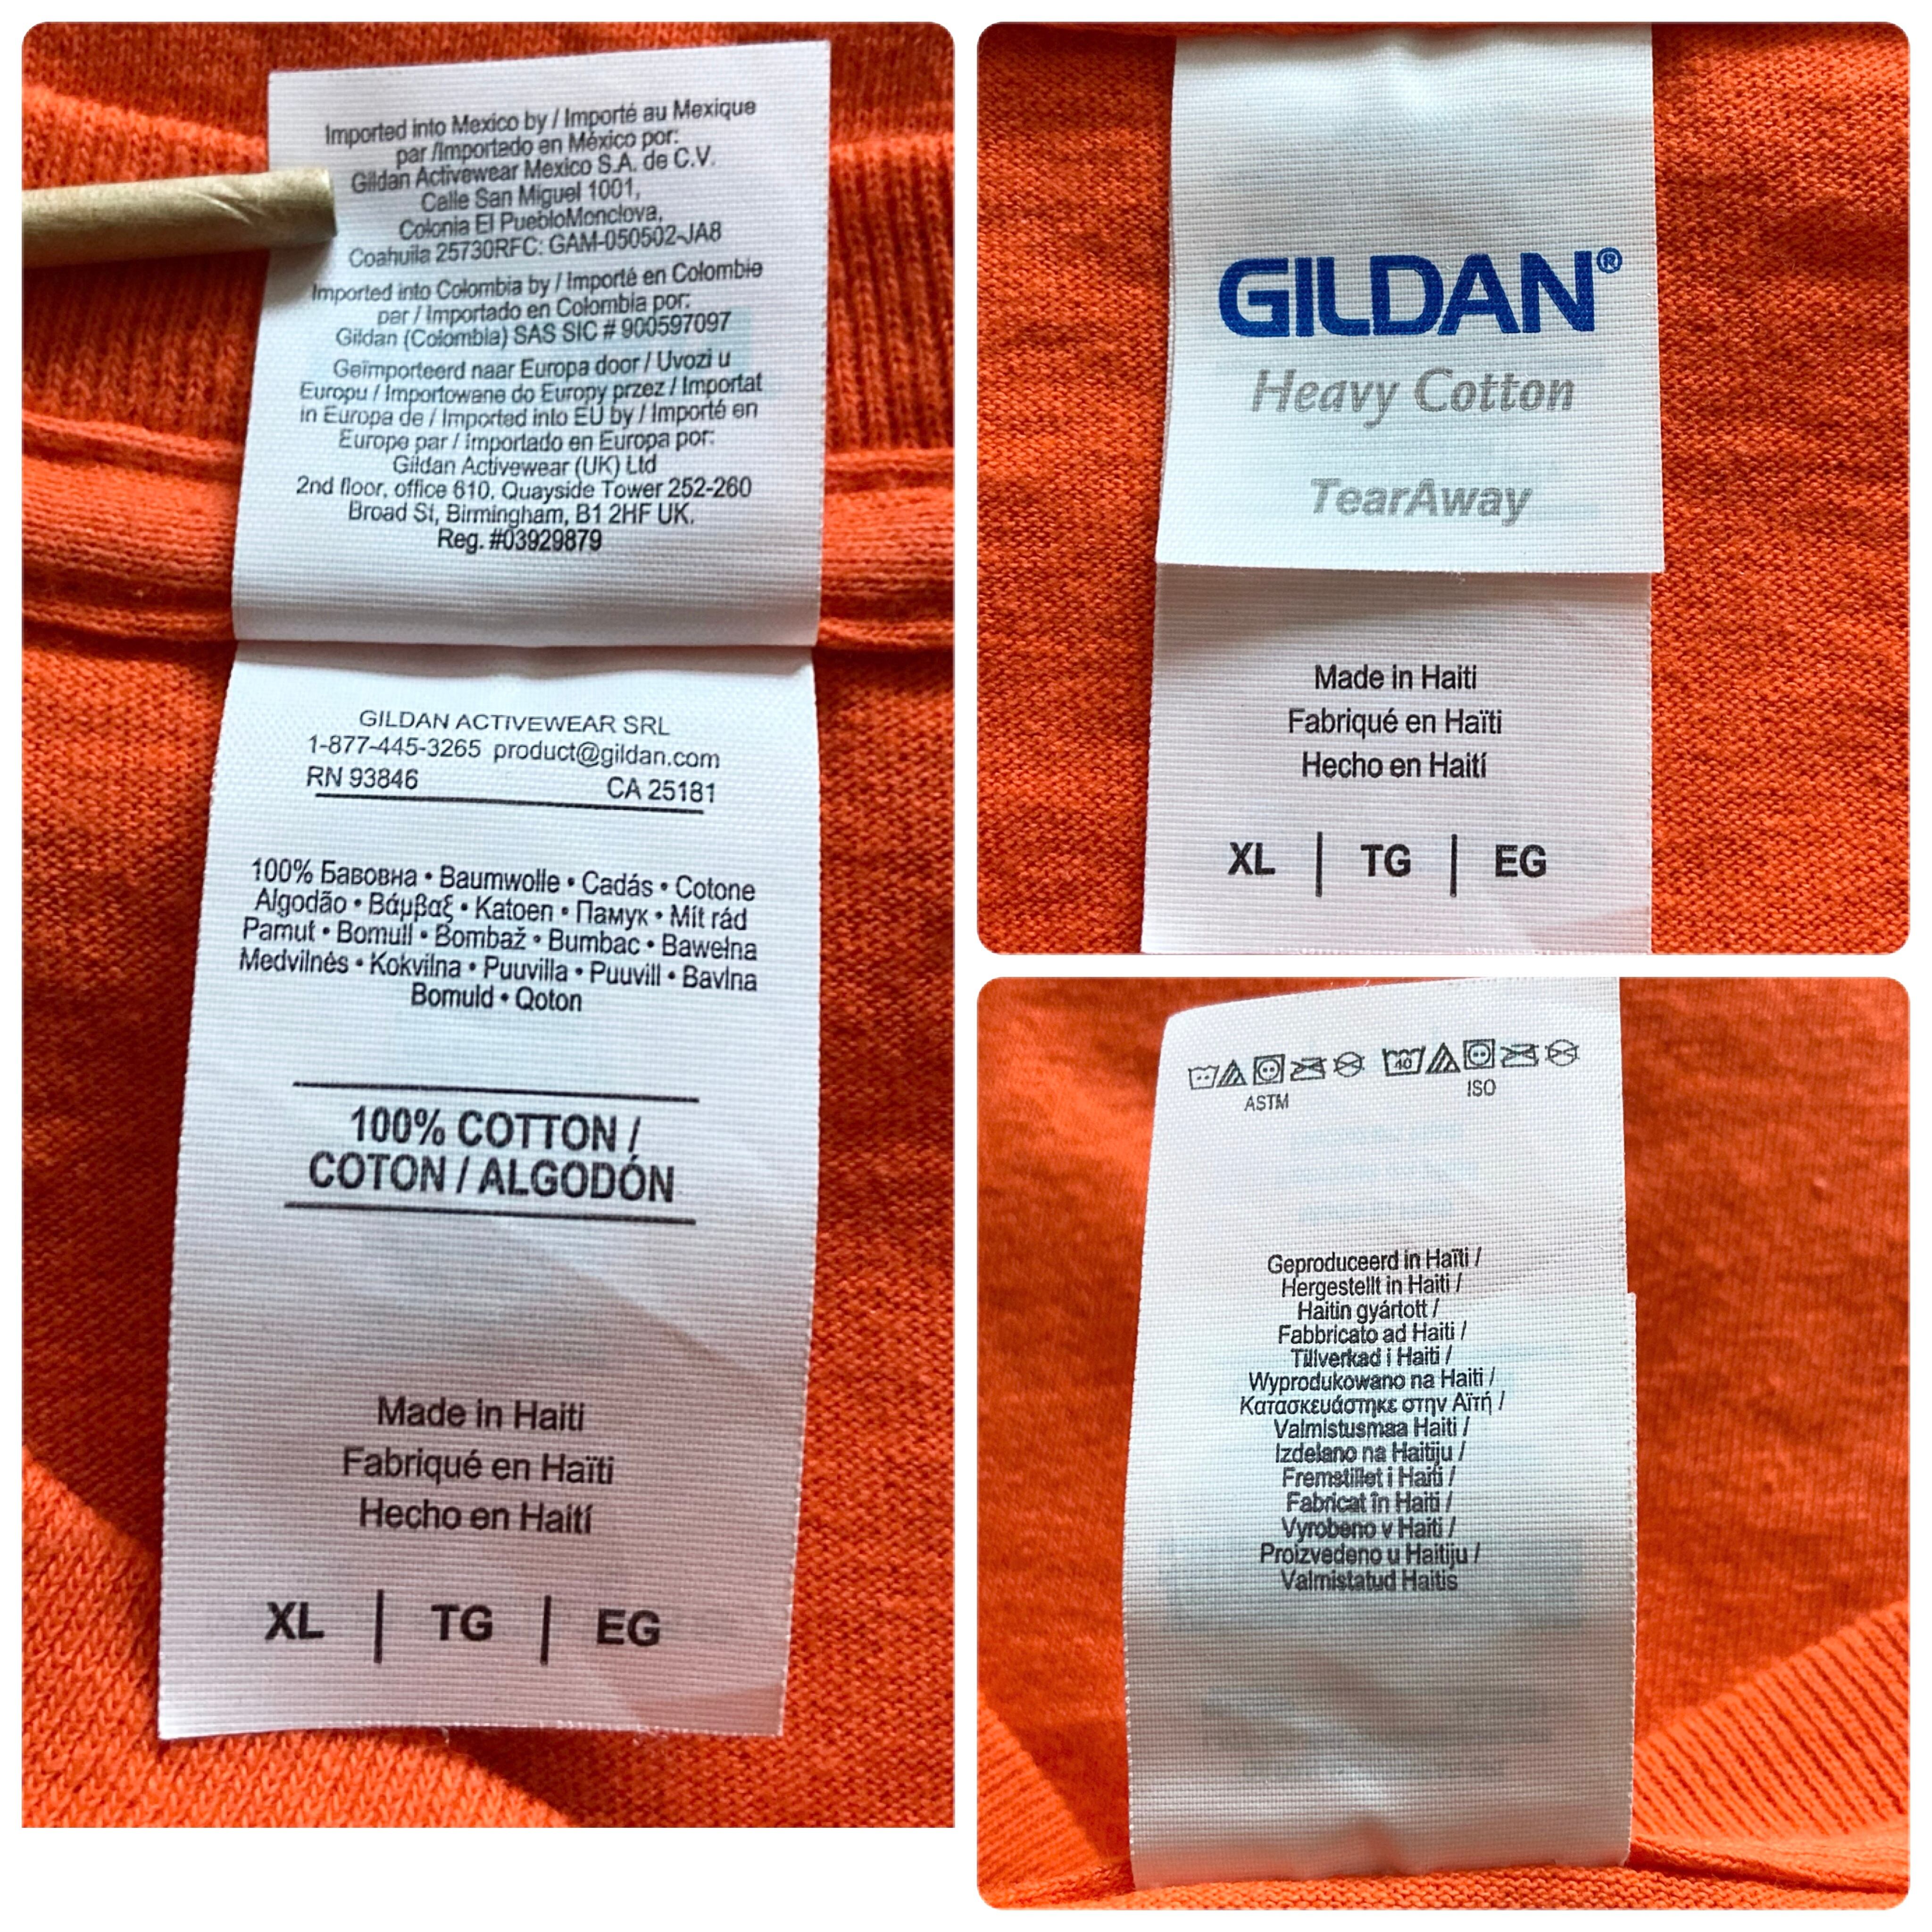 Imported into Mexico by / Importé au Mexique
par /Importado en México por:
Gildan Activewear Mexico S.A. de C.V.
Calle San Miguel 1001,
Colonia El PuebloMonclova,
Coahuila 25730RFC: GAM-050502-JA8
Imported into Colombia by / Importé en Colombie
par / Importado en Colombia por:
Gildan (Colombia) SAS SIC # 900597097
Geïmporteerd naar Europa door / Uvozi u
Europu / Importowane do Europy przez / Importat
in Europa de / Imported into EU by / Importé en
Europe par / importado en Europa por:
Gildan Activewear (UK) Ltd
2nd floor, office 610, Quayside Tower 252-260
Broad St, Birmingham, B1 2HF UK.
Reg. #03929879
GILDAN ACTIVEWEAR SRL
1-877-445-3265 product@gildan.com
RN 93846 CA 25181
100% Бавовна • Baumwolle • Cadás • Cotone
Algodão • Βάμβαξ • Katoen • Памук • Mít rád
Pamut • Bomull • Bombaž • Bumbac • Bawełna
Medvilnės • Kokvilna • Puuvilla • Puuvill • Bavlna
Bomuld • Qoton
100% COTTON /
COTON / ALGODÓN
Made in Haiti
Fabriqué en Haïti
Hecho en Haití
XL | TG | EG
GILDAN®
Heavy Cotton
TearAway
Made in Haiti
Fabriqué en Haïti
Hecho en Haití
XL | TG | EG
40
ASTM ISO
Geproduceerd in Haïti /
Hergestellt in Haiti /
Haitin gyártott /
Fabbricato ad Haiti /
Tillverkad i Haiti /
Wyprodukowano na Haiti /
Κατασκευάστηκε στην Αϊτή /
Valmistusmaa Haiti /
Izdelano na Haitiju /
Fremstillet i Haiti /
Fabricat în Haiti /
Vyrobeno v Haiti /
Proizvedeno u Haitiju /
Valmistatud Haitis